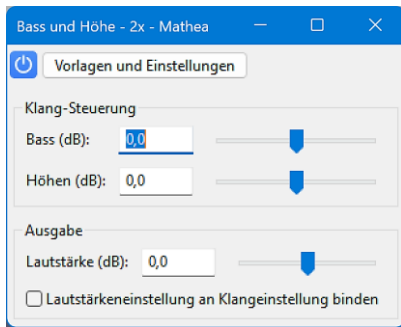 Bass und Höhe - 2x - Mathea
Vorlagen und Einstellungen
Klang-Steuerung
Bass (dB): 0,0
Höhen (dB): 0,0
Ausgabe
Lautstärke (dB): 0,0
Lautstärkeneinstellung an Klangeinstellung binden